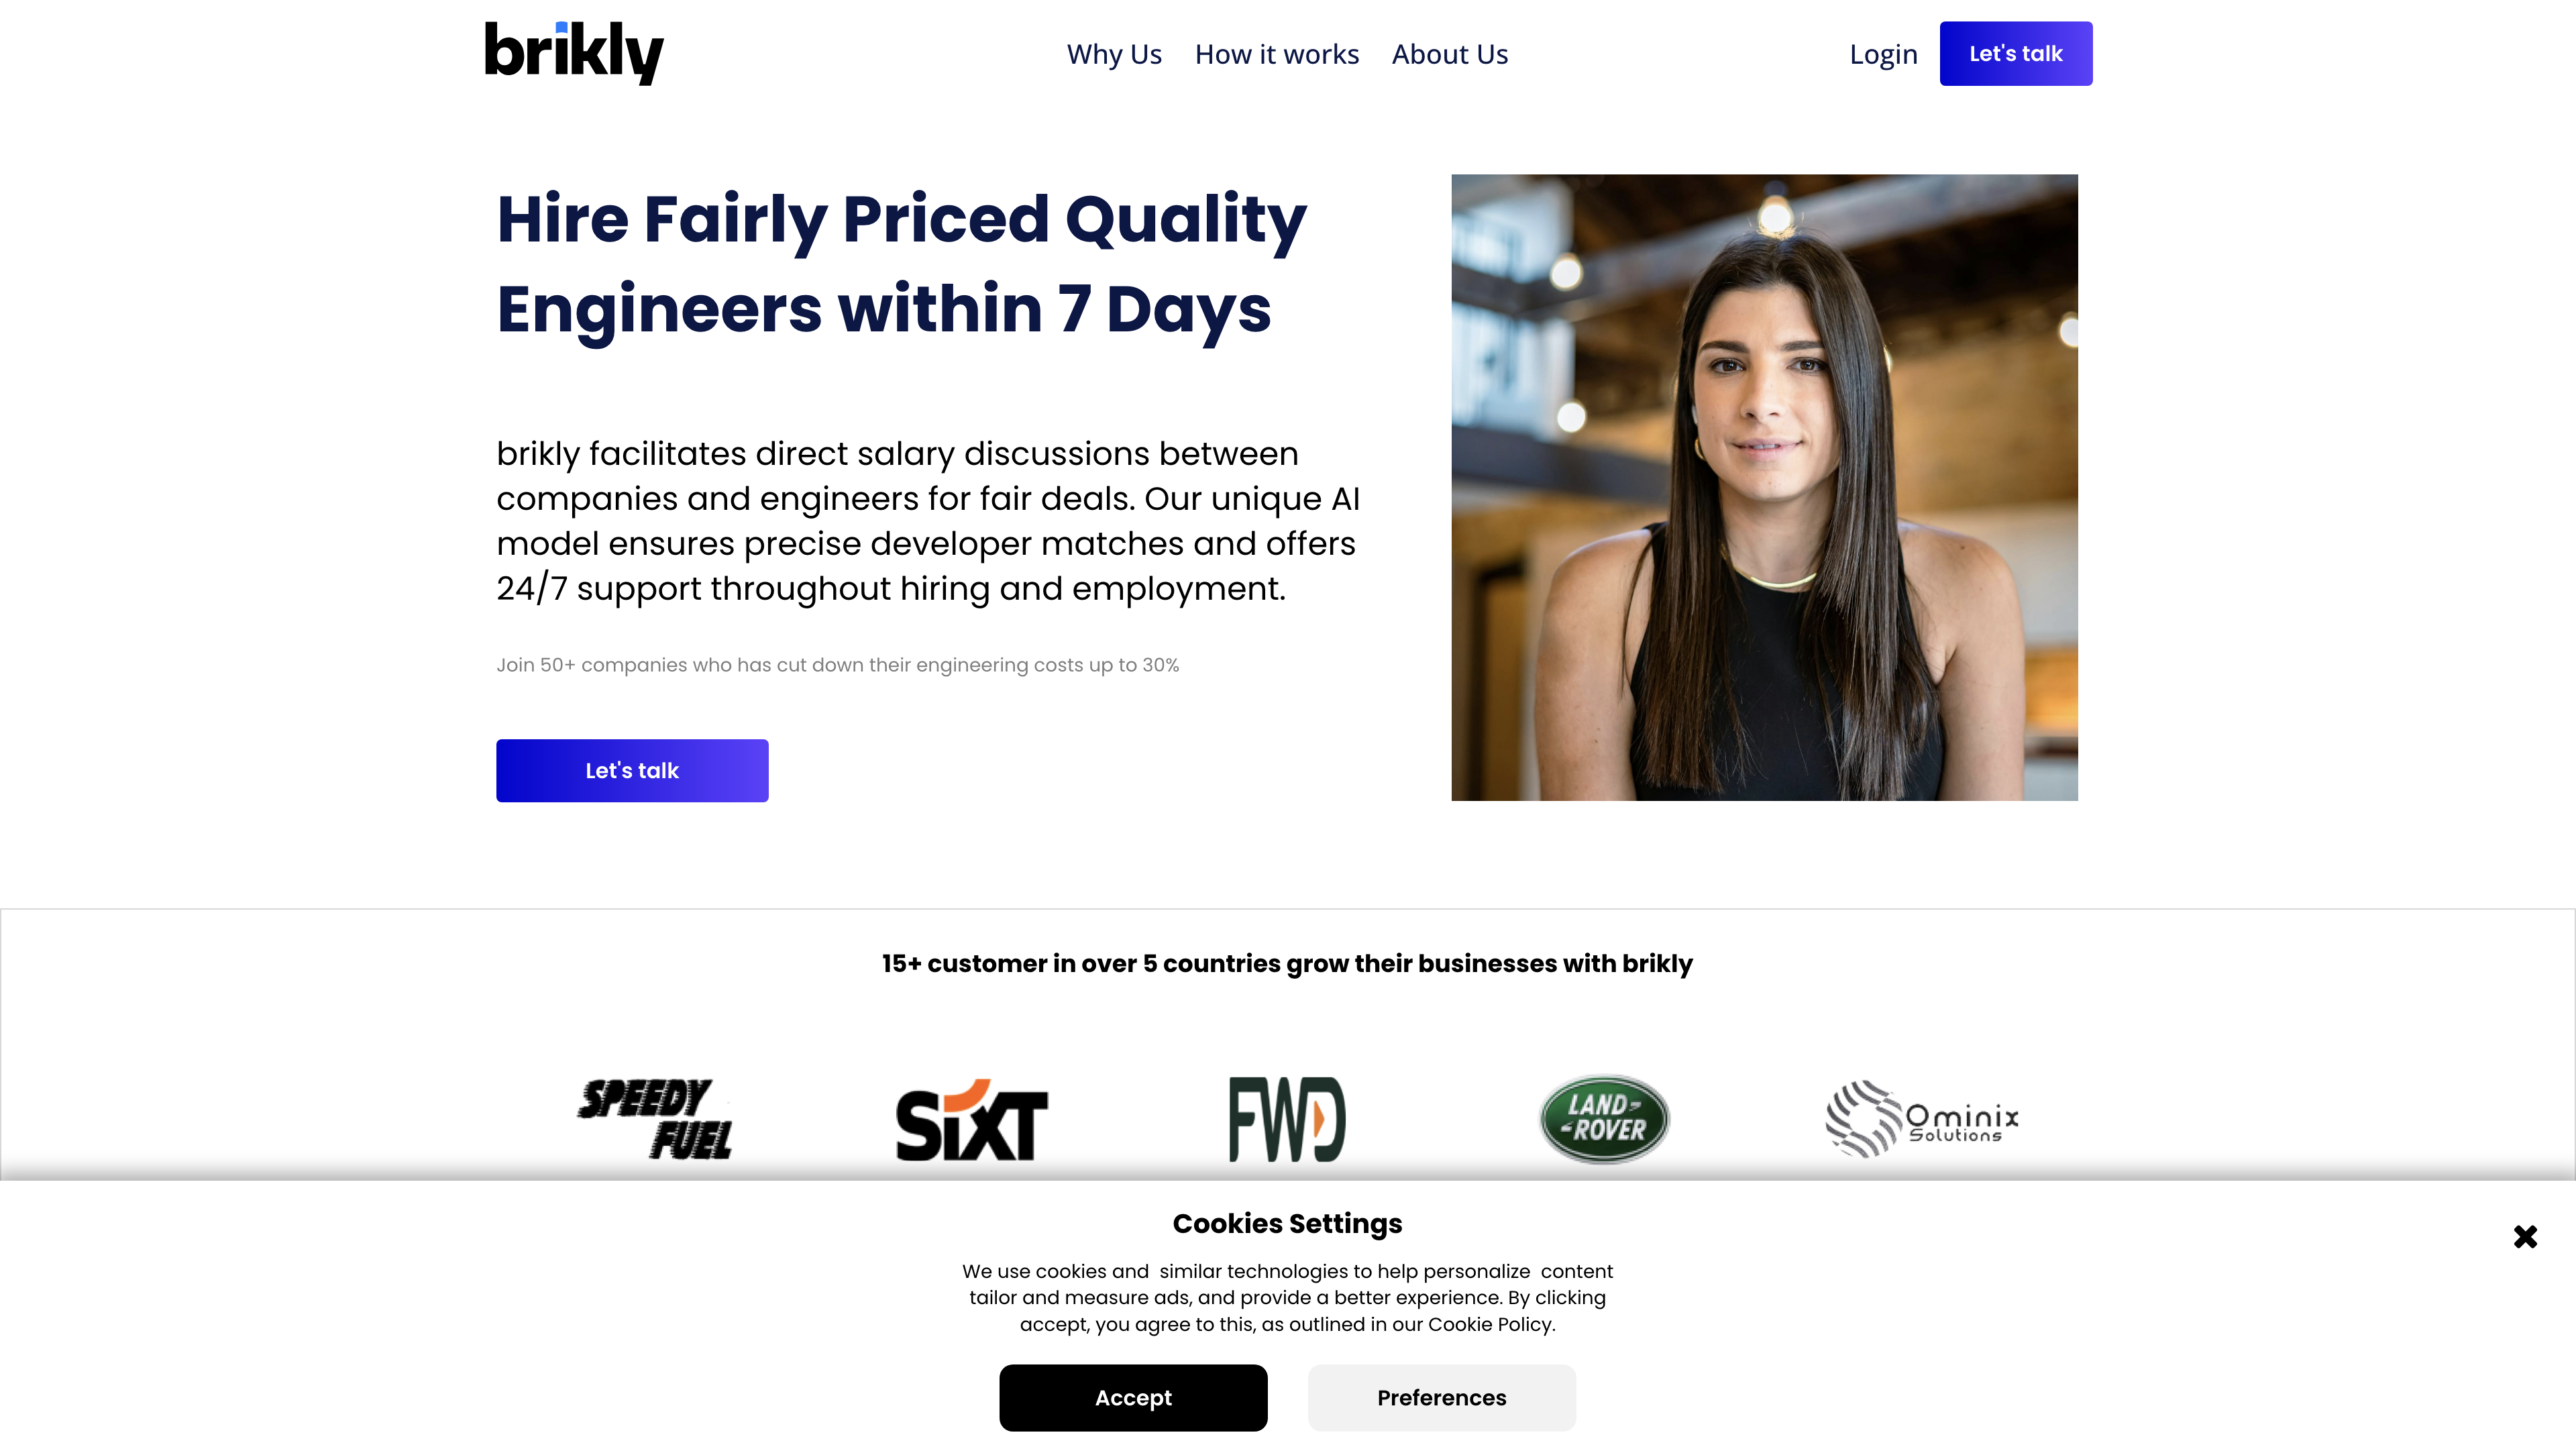 brikly
Why Us
How it works
About Us
Login
Let's talk
Hire Fairly Priced Quality
Engineers within 7 Days
brikly facilitates direct salary discussions between
companies and engineers for fair deals. Our unique AI
model ensures precise developer matches and offers
24/7 support throughout hiring and employment.
Join 50+ companies who has cut down their engineering costs up to 30%
Let's talk
15+ customer in over 5 countries grow their businesses with brikly
SPEEDY
FUEL
SiXT
FWD
LAND-
-ROVER
Ominix
Solutions
Cookies Settings
We use cookies and  similar technologies to help personalize  content
tailor and measure ads, and provide a better experience. By clicking
accept, you agree to this, as outlined in our Cookie Policy.
Accept
Preferences